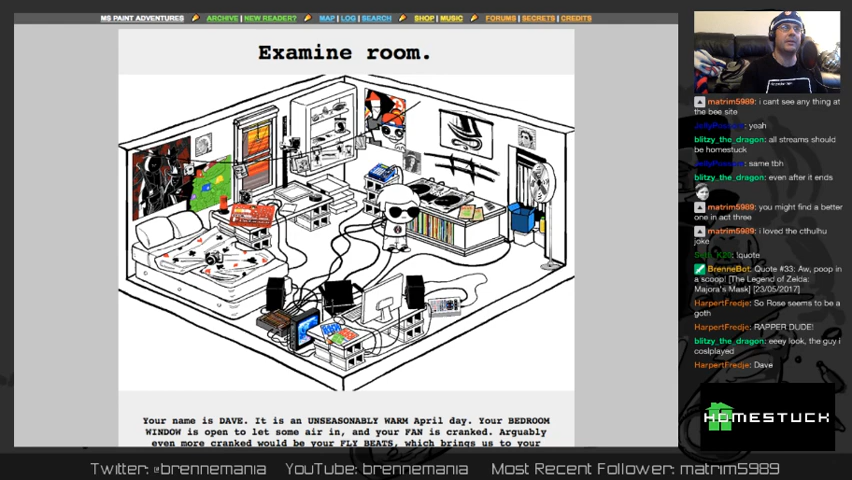 MS PAINT ADVENTURES ARCHIVE | NEW READER? MAP | LOG | SEARCH SHOP | MUSIC FORUMS | SECRETS | CREDITS
Examine room.
Your name is DAVE. It is an UNSEASONABLY WARM April day. Your BEDROOM
WINDOW is open to let some air in, and your FAN is cranked. Arguably
even more cranked would be your FLY BEATS, which brings us to your
matrim5989: i cant see any thing at
the bee site
yeah
blitzy_the_dragon: all streams should
be homestuck
same tbh
blitzy_the_dragon: even after it ends
matrim5989: you might find a better
one in act three
matrim5989: i loved the cthulhu
joke
!quote
BrenneBot: Quote #33: Aw, poop in
a scoop! [The Legend of Zelda:
Majora's Mask] [23/05/2017]
HarpertFredje: So Rose seems to be a
goth
HarpertFredje: RAPPER DUDE!
blitzy_the_dragon: eeey look, the guy i
coslplayed
HarpertFredje: Dave
HOMESTUCK
Twitter: @brennemania YouTube: brennemania Most Recent Follower: matrim5989